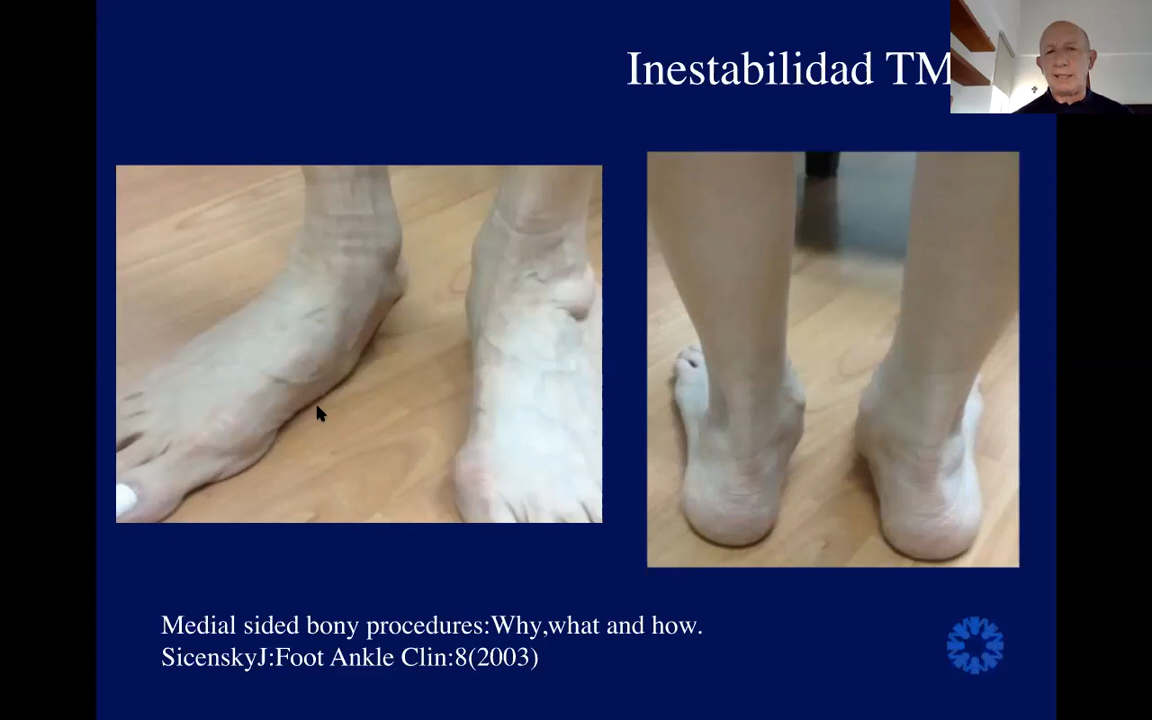 Inestabilidad TM
Medial sided bony procedures:Why,what and how.
SicenskyJ:Foot Ankle Clin:8(2003)